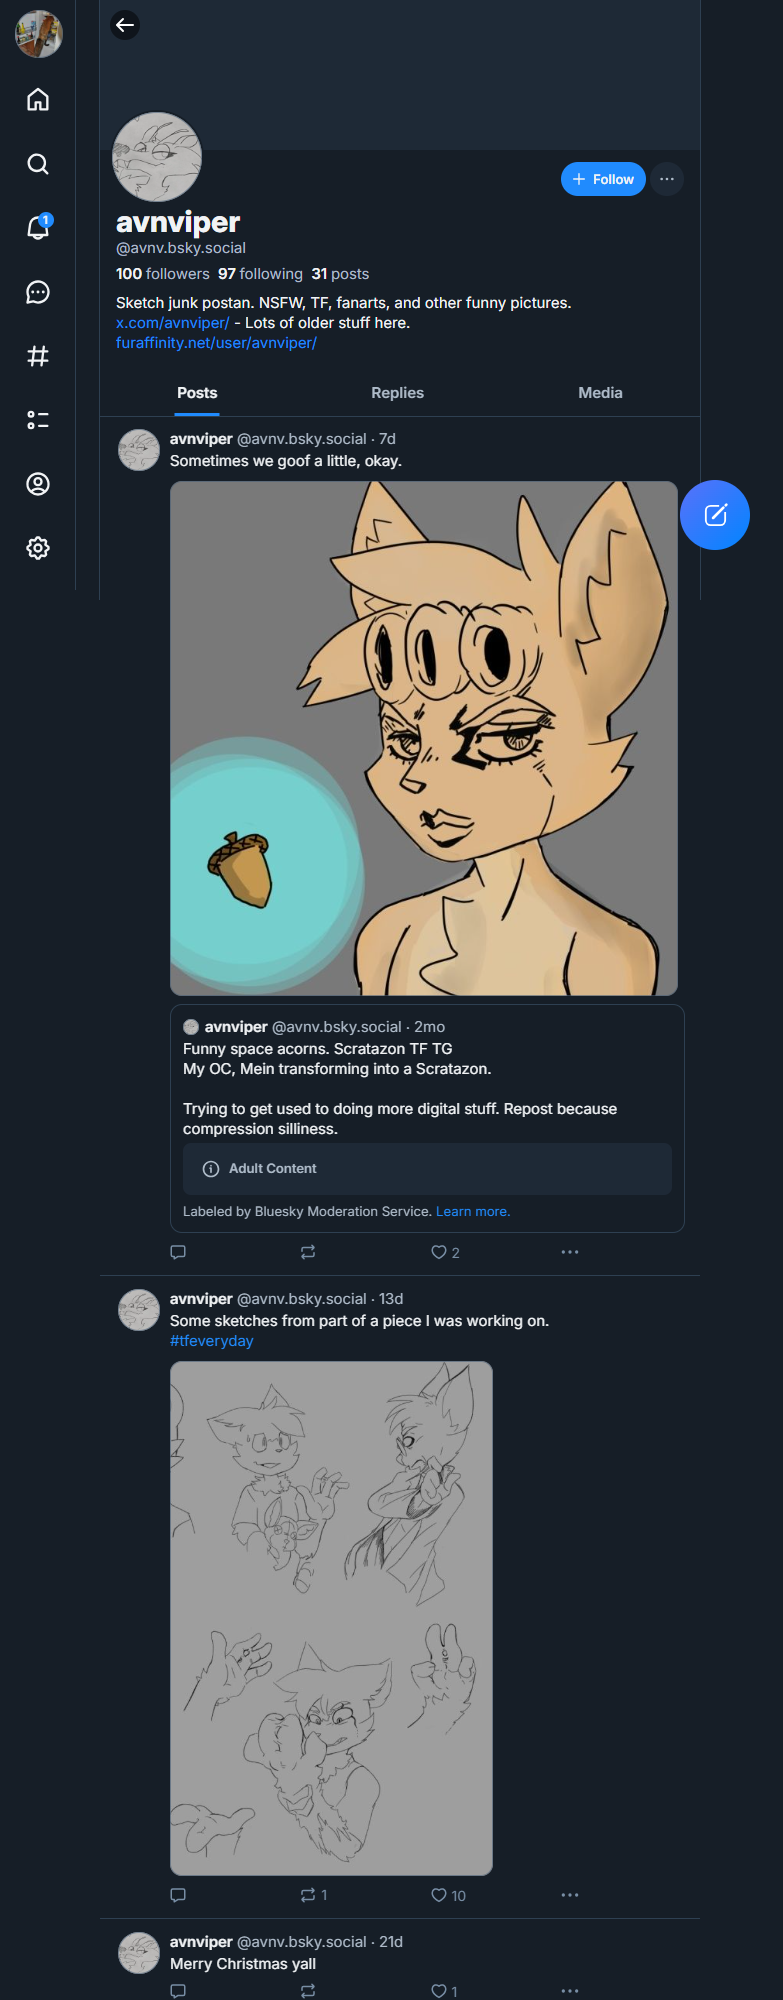 1
+ Follow
avnviper
@avnv.bsky.social
100 followers 97 following 31 posts
Sketch junk postan. NSFW, TF, fanarts, and other funny pictures.
x.com/avnviper/ - Lots of older stuff here.
furaffinity.net/user/avnviper/
Posts Replies Media
avnviper @avnv.bsky.social · 7d
Sometimes we goof a little, okay.
avnviper @avnv.bsky.social · 2mo
Funny space acorns. Scratazon TF TG
My OC, Mein transforming into a Scratazon.
Trying to get used to doing more digital stuff. Repost because
compression silliness.
Adult Content
Labeled by Bluesky Moderation Service. Learn more.
2
avnviper @avnv.bsky.social · 13d
Some sketches from part of a piece I was working on.
#tfeveryday
1 10
avnviper @avnv.bsky.social · 21d
Merry Christmas yall
1